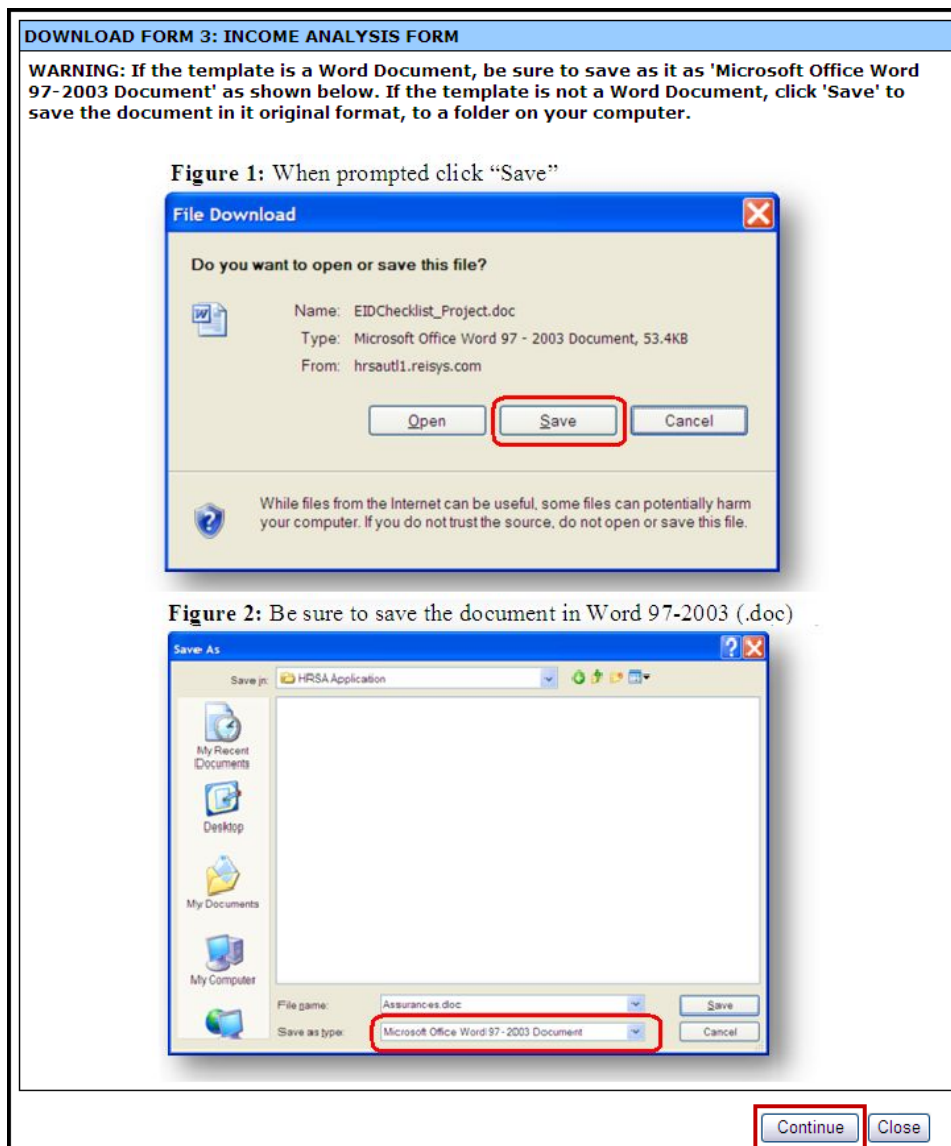 DOWNLOAD FORM 3: INCOME ANALYSIS FORM
WARNING: If the template is a Word Document, be sure to save as it as 'Microsoft Office Word
97-2003 Document' as shown below. If the template is not a Word Document, click 'Save' to
save the document in it original format, to a folder on your computer.
Figure 1: When prompted click “Save”
File Download
Do you want to open or save this file?
Name: EIDChecklist_Project.doc
Type: Microsoft Office Word 97 - 2003 Document, 53.4KB
From: hrsautl1.reisys.com
Open Save Cancel
While files from the Internet can be useful, some files can potentially harm
your computer. If you do not trust the source, do not open or save this file.
Figure 2: Be sure to save the document in Word 97-2003 (.doc)
Save As
Save in: HRSA Application
My Recent
Documents
Desktop
My Documents
My Computer
File name: Assurances.doc Save
Save as type: Microsoft Office Word 97-2003 Document Cancel
Continue Close